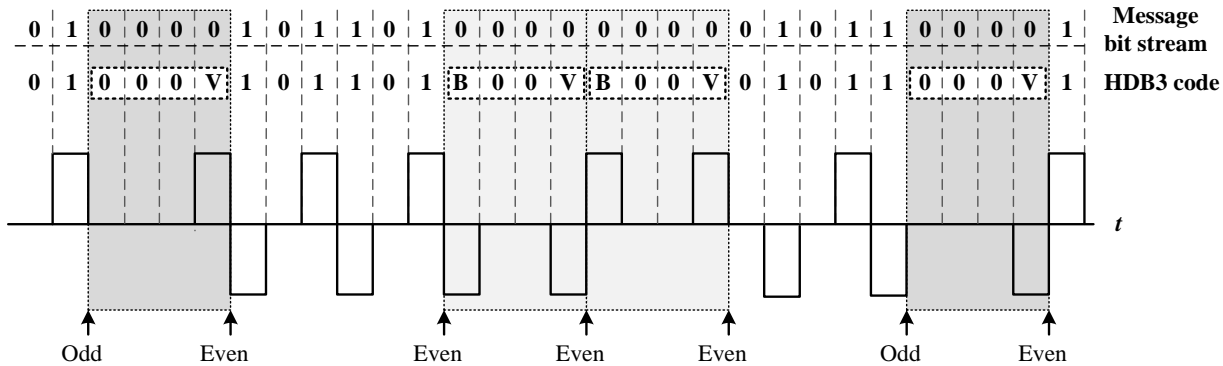 0 1 0 0 0 0 1 0 1 1 0 1 0 0 0 0 0 0 0 0 0 1 0 1 1 0 0 0 0 1
Message
bit stream
0 1 0 0 0 V 1 0 1 1 0 1 B 0 0 V B 0 0 V 0 1 0 1 1 0 0 0 V 1 HDB3 code
t
Odd Even Even Even Even Odd Even